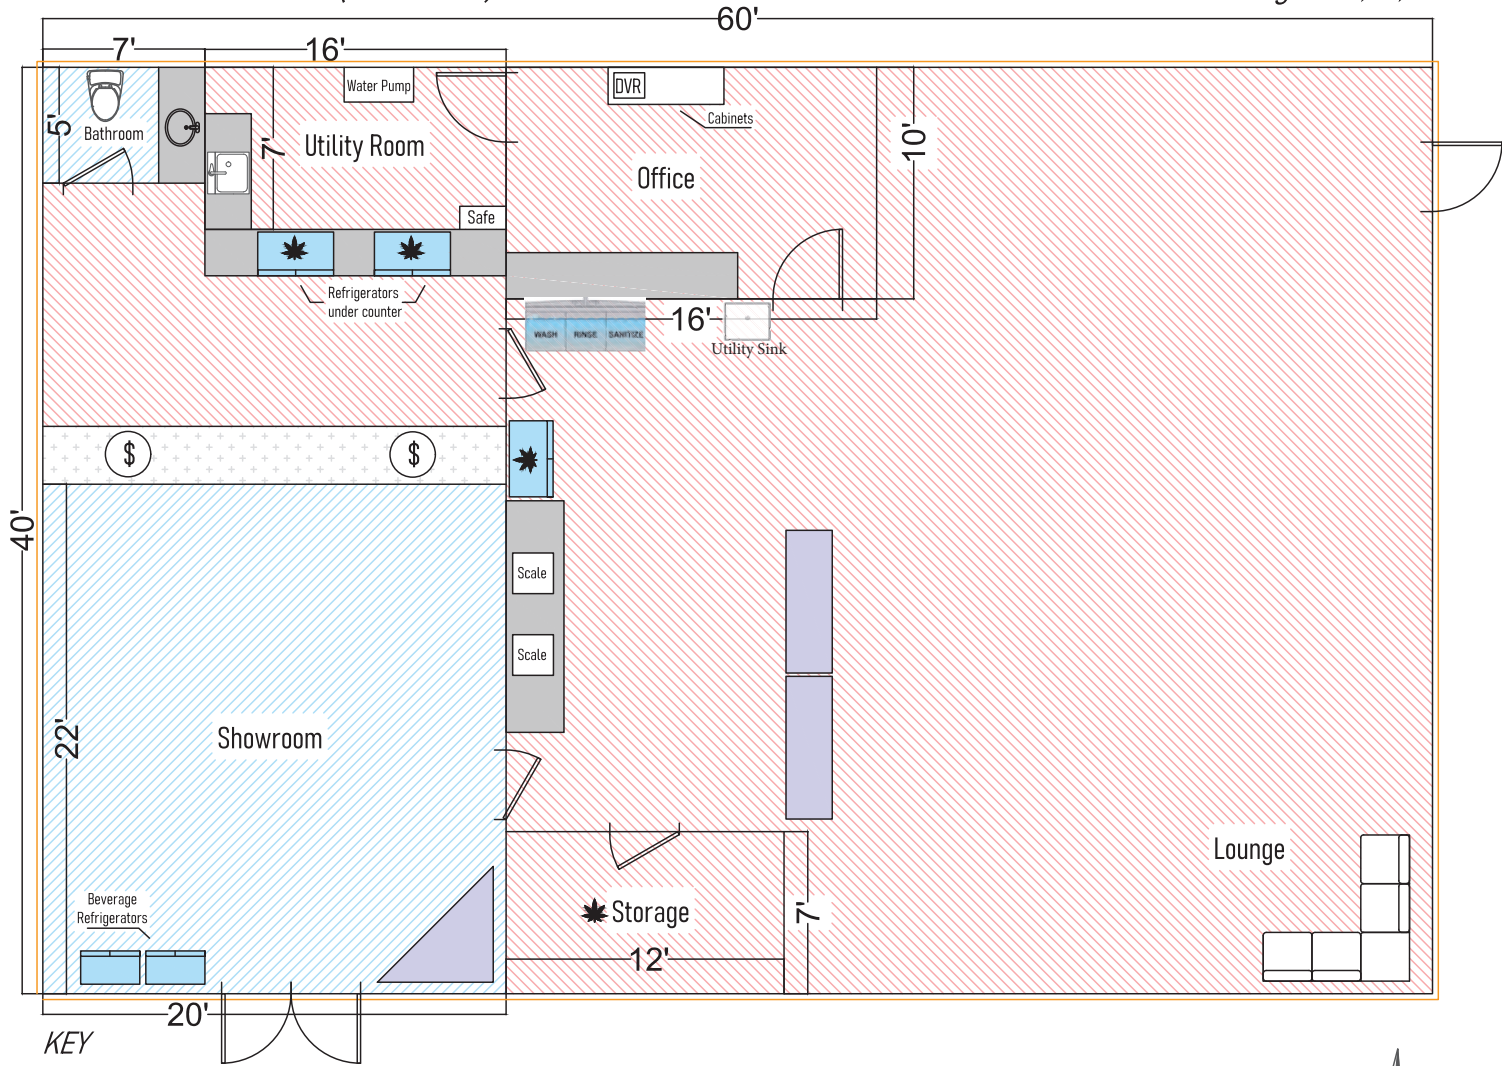 60'
7'
16'
Water Pump
DVR
Cabinets
5'
Bathroom
7'
Utility Room
10'
Office
Safe
Refrigerators
under counter
16'
WASH RINSE SANITIZE
Utility Sink
$ $
40'
Scale
Scale
22'
Showroom
Lounge
Beverage
Refrigerators
Storage
7'
12'
20'
KEY